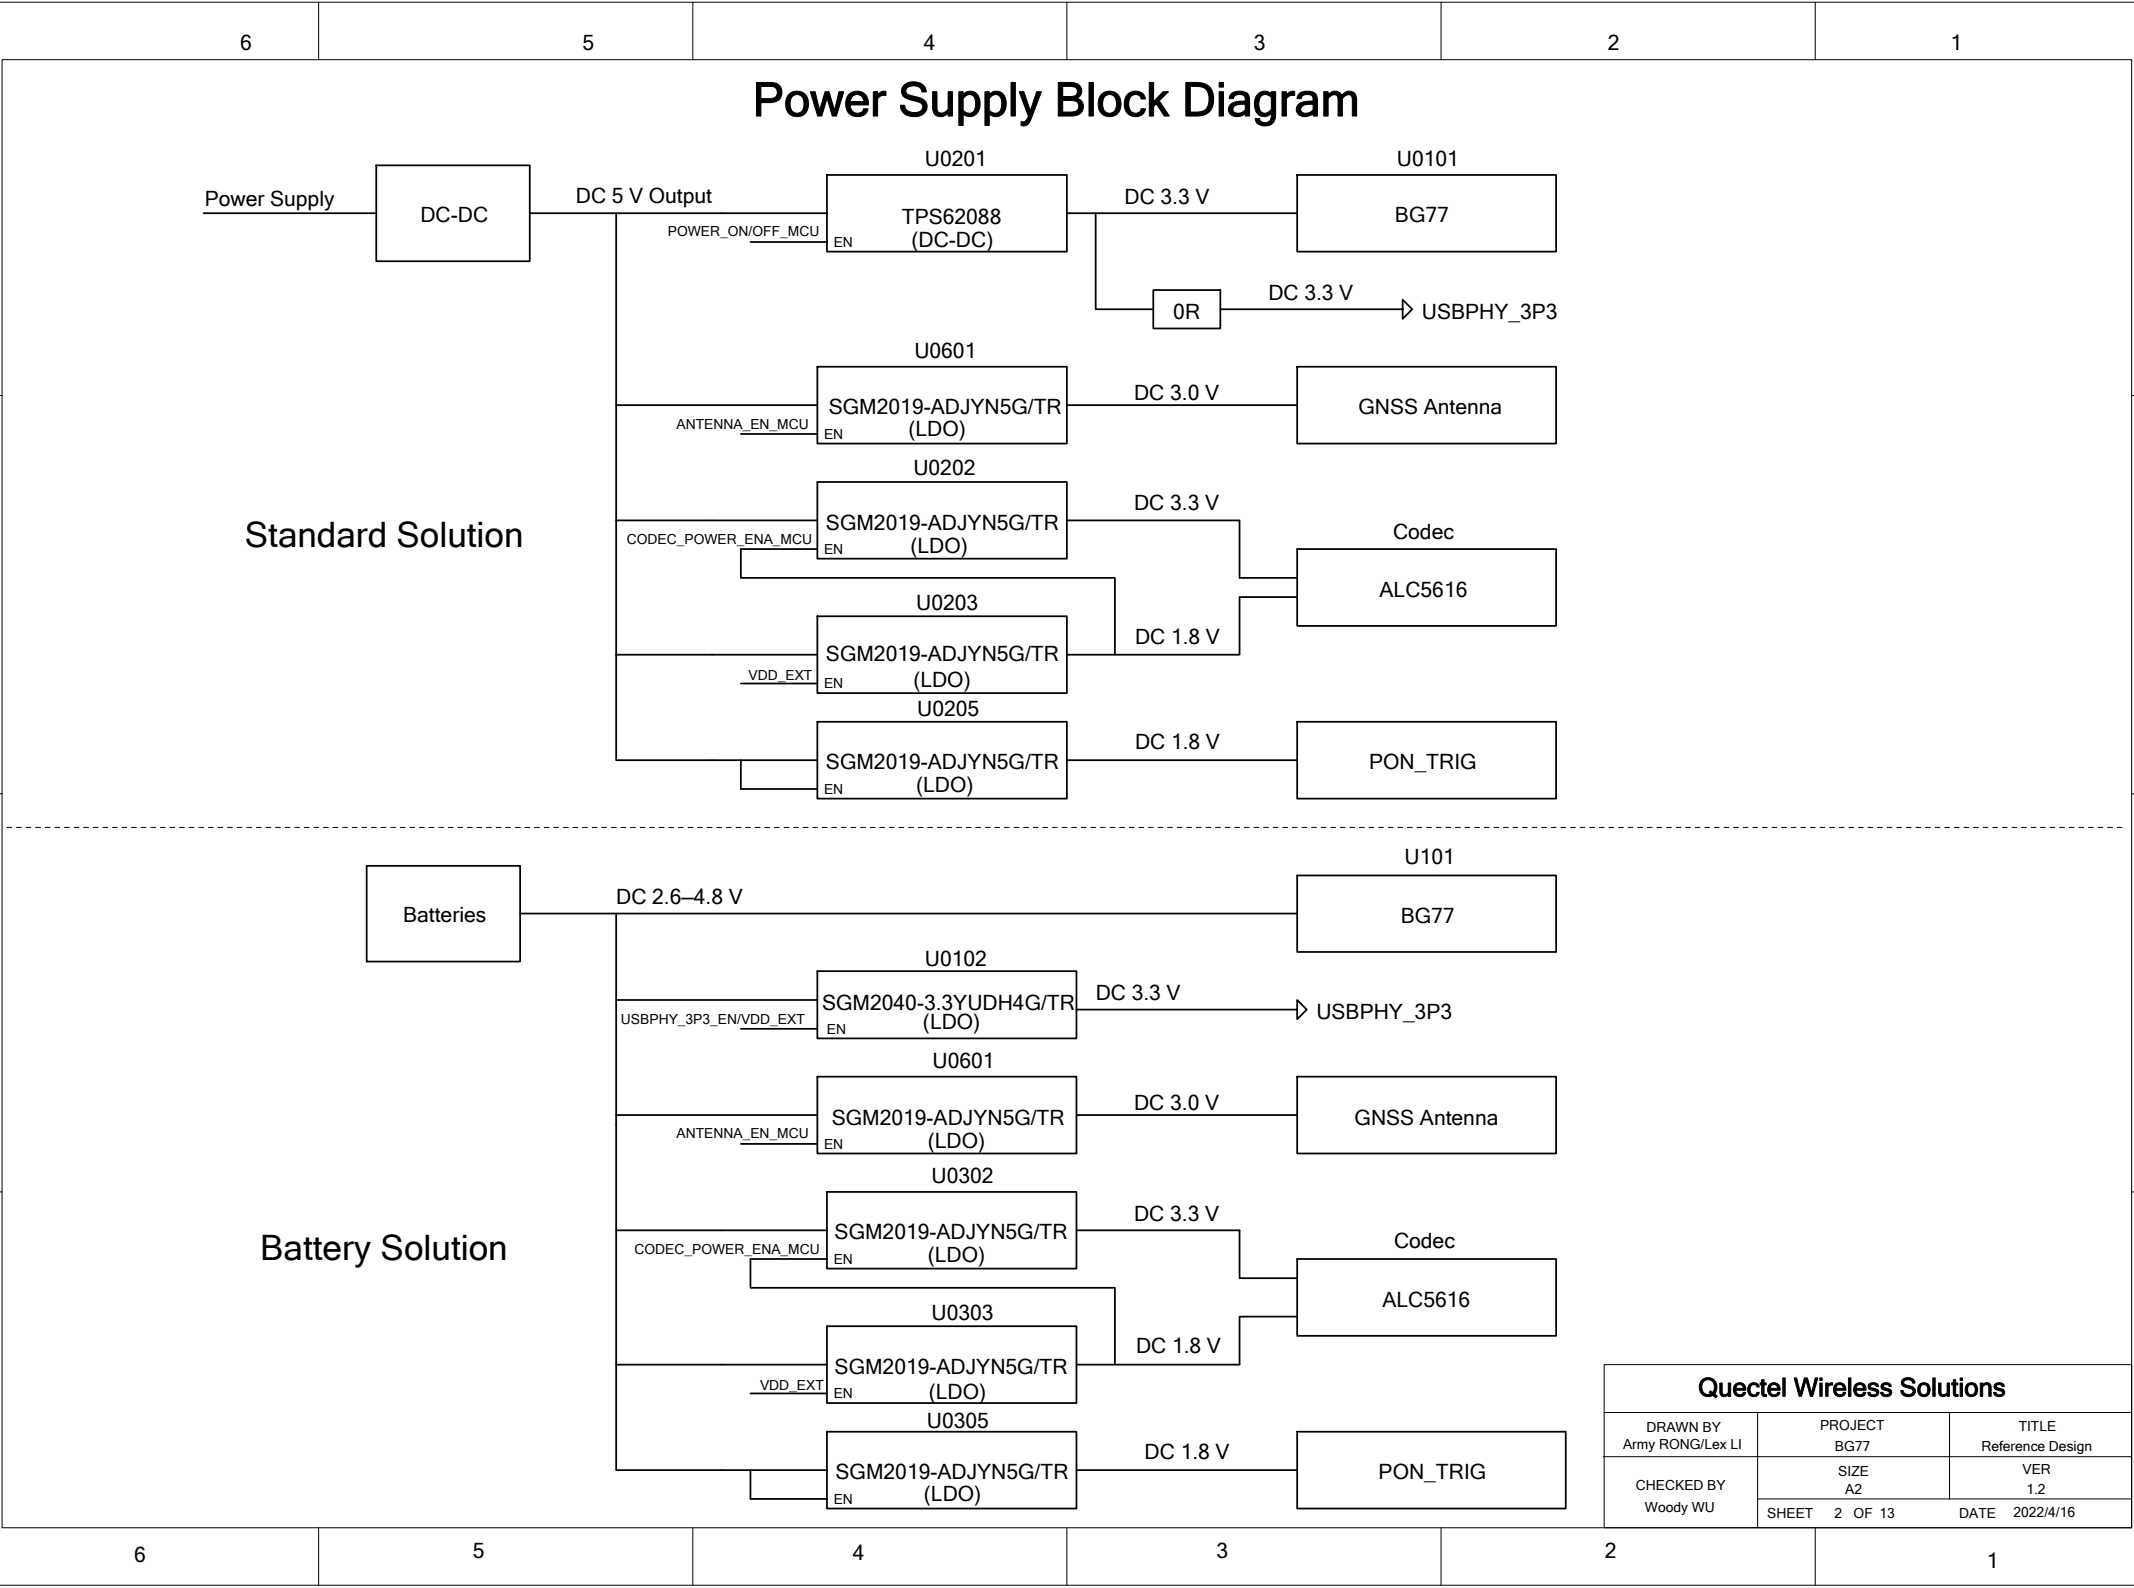 6 5 4 3 2 1
Power Supply Block Diagram
U0201 U0101
Power Supply DC-DC DC 5 V Output TPS62088 DC 3.3 V BG77
POWER_ON/OFF_MCU EN (DC-DC)
0R DC 3.3 V USBPHY_3P3
U0601
SGM2019-ADJYN5G/TR DC 3.0 V GNSS Antenna
ANTENNA_EN_MCU EN (LDO)
U0202
SGM2019-ADJYN5G/TR DC 3.3 V
Standard Solution
CODEC_POWER_ENA_MCU EN (LDO)
Codec
ALC5616
U0203
SGM2019-ADJYN5G/TR DC 1.8 V
VDD_EXT EN (LDO)
U0205
SGM2019-ADJYN5G/TR DC 1.8 V PON_TRIG
EN (LDO)
U101
Batteries DC 2.6–4.8 V BG77
U0102
SGM2040-3.3YUDH4G/TR DC 3.3 V USBPHY_3P3
USBPHY_3P3_EN/VDD_EXT EN (LDO)
U0601
SGM2019-ADJYN5G/TR DC 3.0 V GNSS Antenna
ANTENNA_EN_MCU EN (LDO)
U0302
SGM2019-ADJYN5G/TR DC 3.3 V
Battery Solution
CODEC_POWER_ENA_MCU EN (LDO)
Codec
ALC5616
U0303
SGM2019-ADJYN5G/TR DC 1.8 V
VDD_EXT EN (LDO)
U0305
SGM2019-ADJYN5G/TR DC 1.8 V PON_TRIG
EN (LDO)
Quectel Wireless Solutions
DRAWN BY PROJECT TITLE
Army RONG/Lex LI BG77 Reference Design
CHECKED BY SIZE VER
Woody WU A2 1.2
SHEET 2 OF 13 DATE 2022/4/16
6 5 4 3 2 1